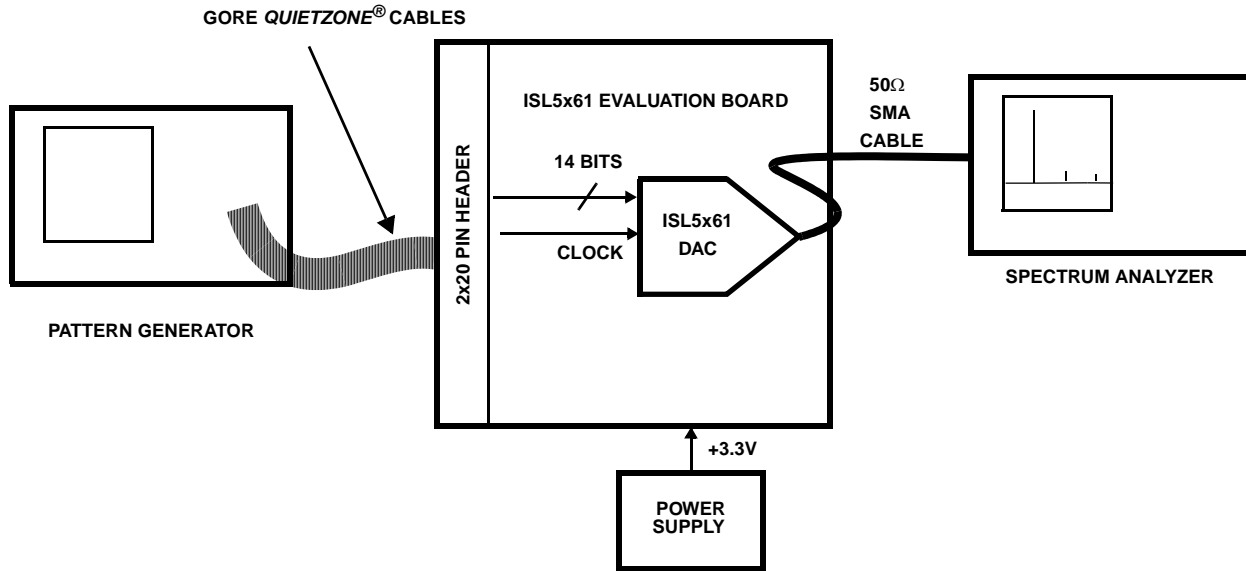 GORE QUIETZONE® CABLES
ISL5x61 EVALUATION BOARD
50Ω
SMA
CABLE
2x20 PIN HEADER
14 BITS
ISL5x61
DAC
CLOCK
PATTERN GENERATOR
SPECTRUM ANALYZER
+3.3V
POWER
SUPPLY